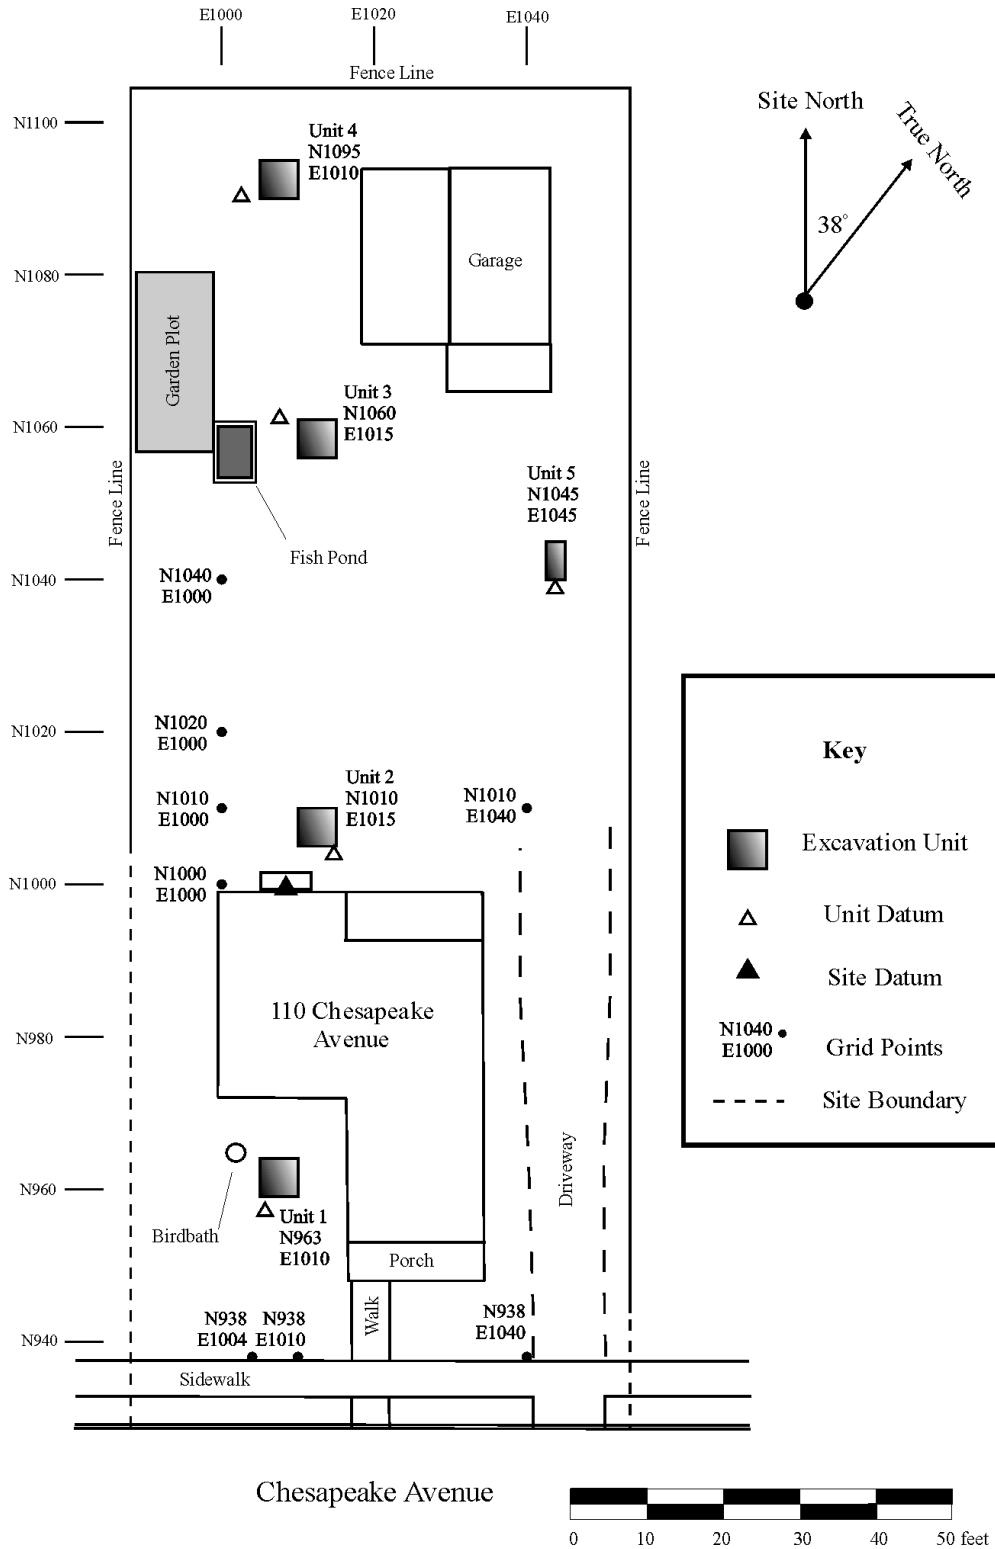 E1000
E1020
E1040
Fence Line
N1100
Unit 4
N1095
E1010
Site North
True North
38°
N1080
Garage
Garden Plot
Unit 3
N1060
E1015
N1060
Fence Line
Unit 5
N1045
E1045
Fence Line
Fish Pond
N1040
N1040
E1000
N1020
N1020
E1000
Key
Unit 2
N1010
E1015
N1010
E1000
N1010
E1040
Excavation Unit
N1000
N1000
E1000
Unit Datum
Site Datum
110 Chesapeake
Avenue
N980
N1040
E1000
Grid Points
Site Boundary
Driveway
N960
Birdbath
Unit 1
N963
E1010
Porch
Walk
N938
E1004
N938
E1010
N938
E1040
N940
Sidewalk
Chesapeake Avenue
0 10 20 30 40 50 feet